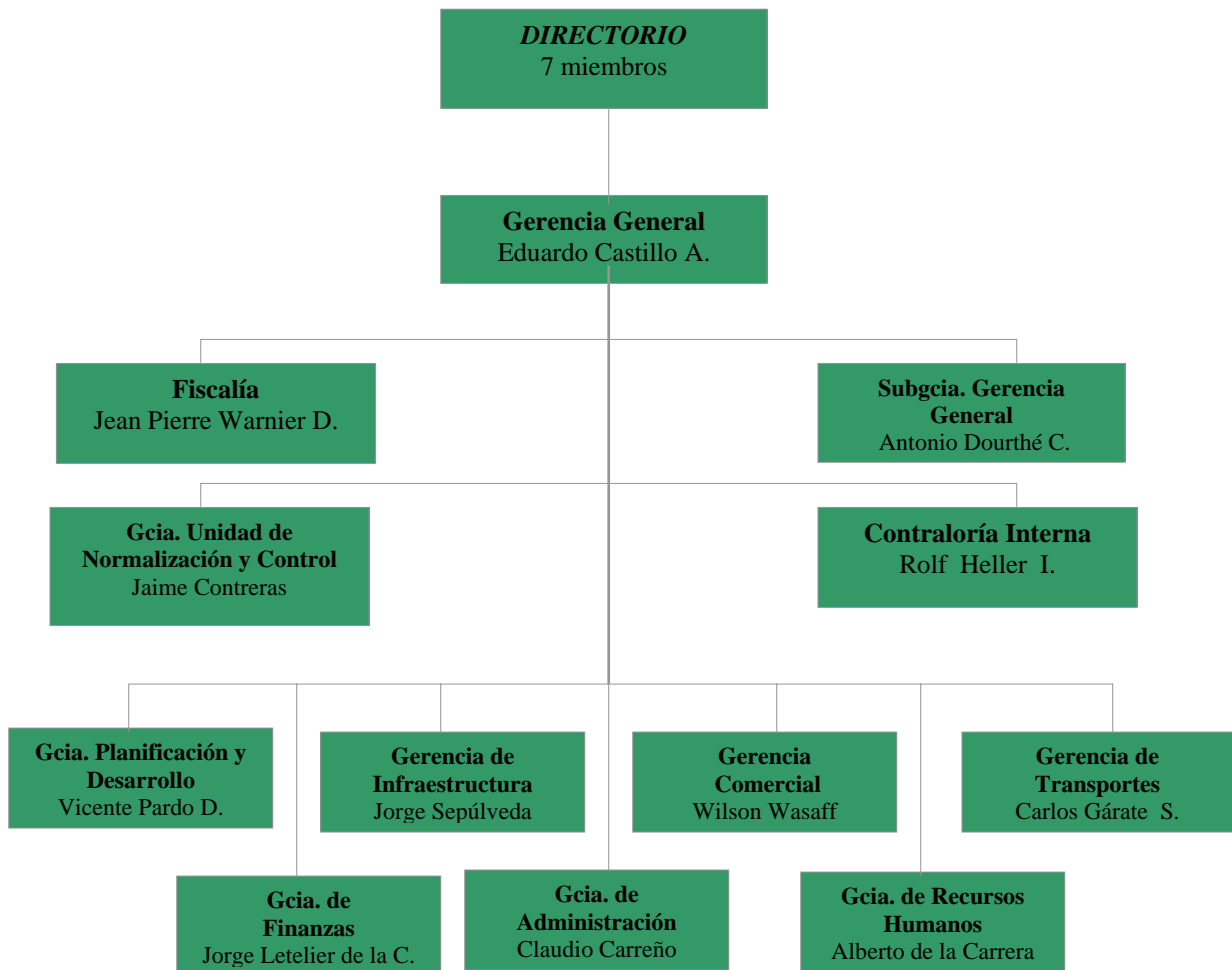 DIRECTORIO
7 miembros
Gerencia General
Eduardo Castillo A.
Fiscalía
Jean Pierre Warnier D.
Subgcia. Gerencia
General
Antonio Dourthé C.
Gcia. Unidad de
Normalización y Control
Jaime Contreras
Contraloría Interna
Rolf Heller I.
Gcia. Planificación y
Desarrollo
Vicente Pardo D.
Gerencia de
Infraestructura
Jorge Sepúlveda
Gerencia
Comercial
Wilson Wasaff
Gerencia de
Transportes
Carlos Gárate S.
Gcia. de
Finanzas
Jorge Letelier de la C.
Gcia. de
Administración
Claudio Carreño
Gcia. de Recursos
Humanos
Alberto de la Carrera